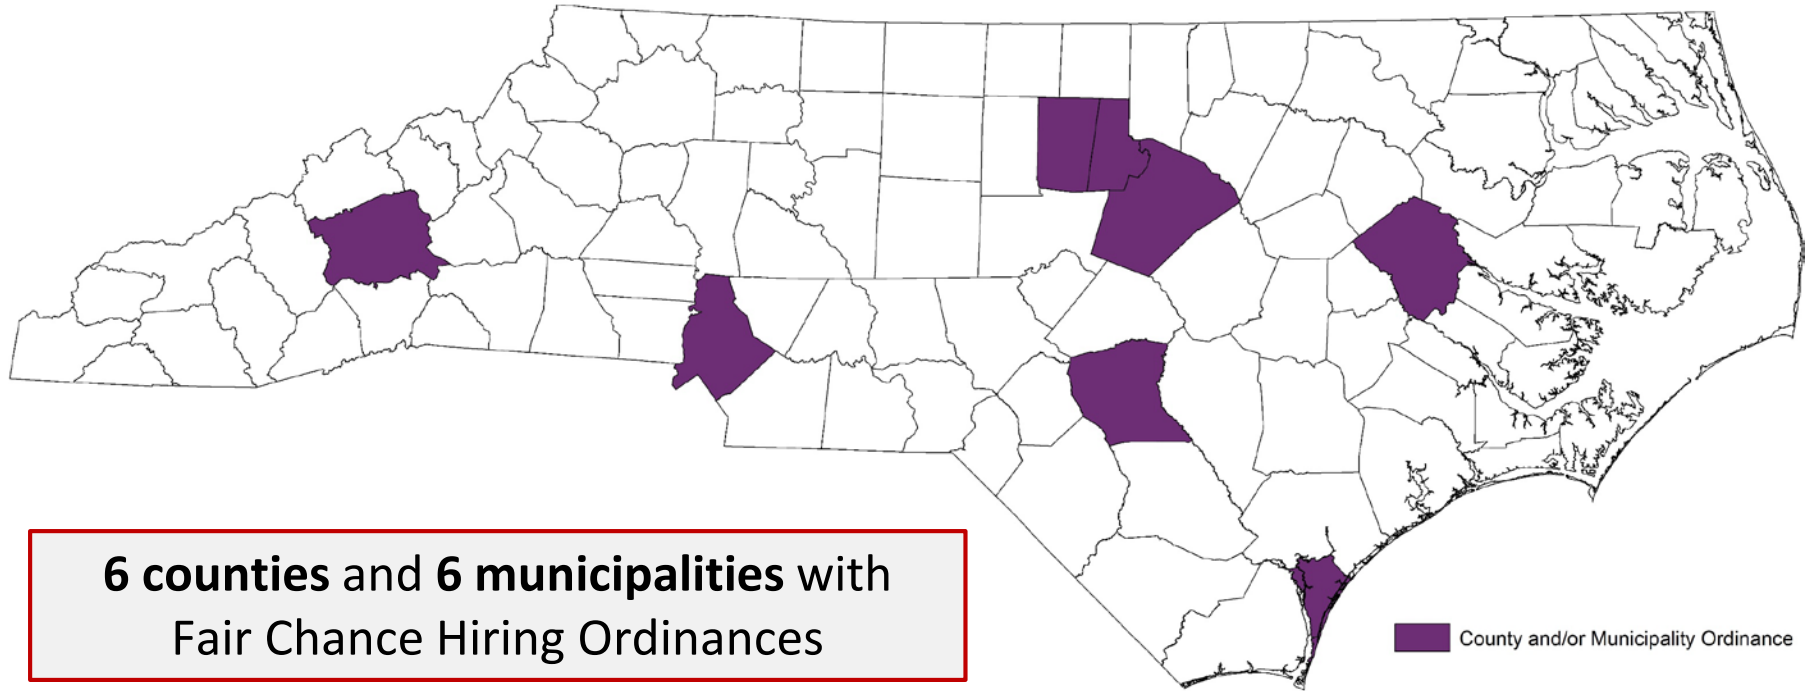 6 counties and 6 municipalities with
Fair Chance Hiring Ordinances
County and/or Municipality Ordinance